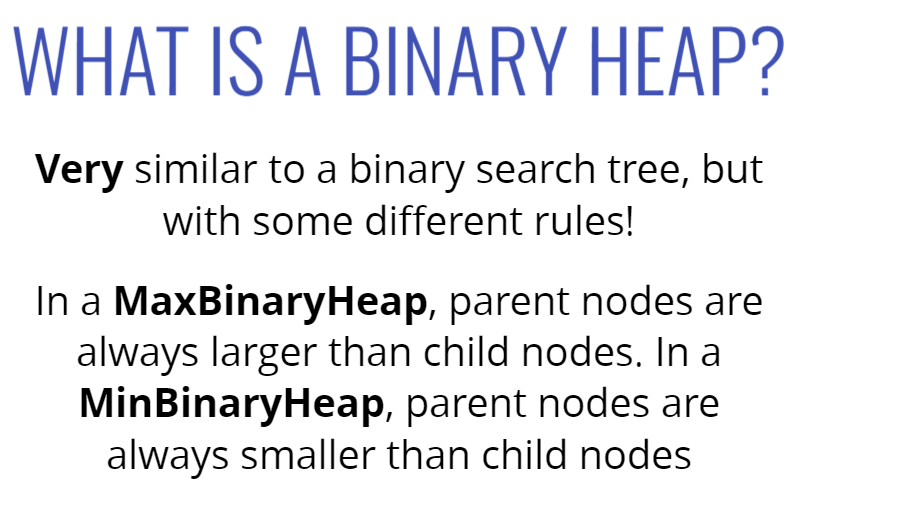 WHAT IS A BINARY HEAP?
Very similar to a binary search tree, but
with some different rules!
In a MaxBinaryHeap, parent nodes are
always larger than child nodes. In a
MinBinaryHeap, parent nodes are
always smaller than child nodes